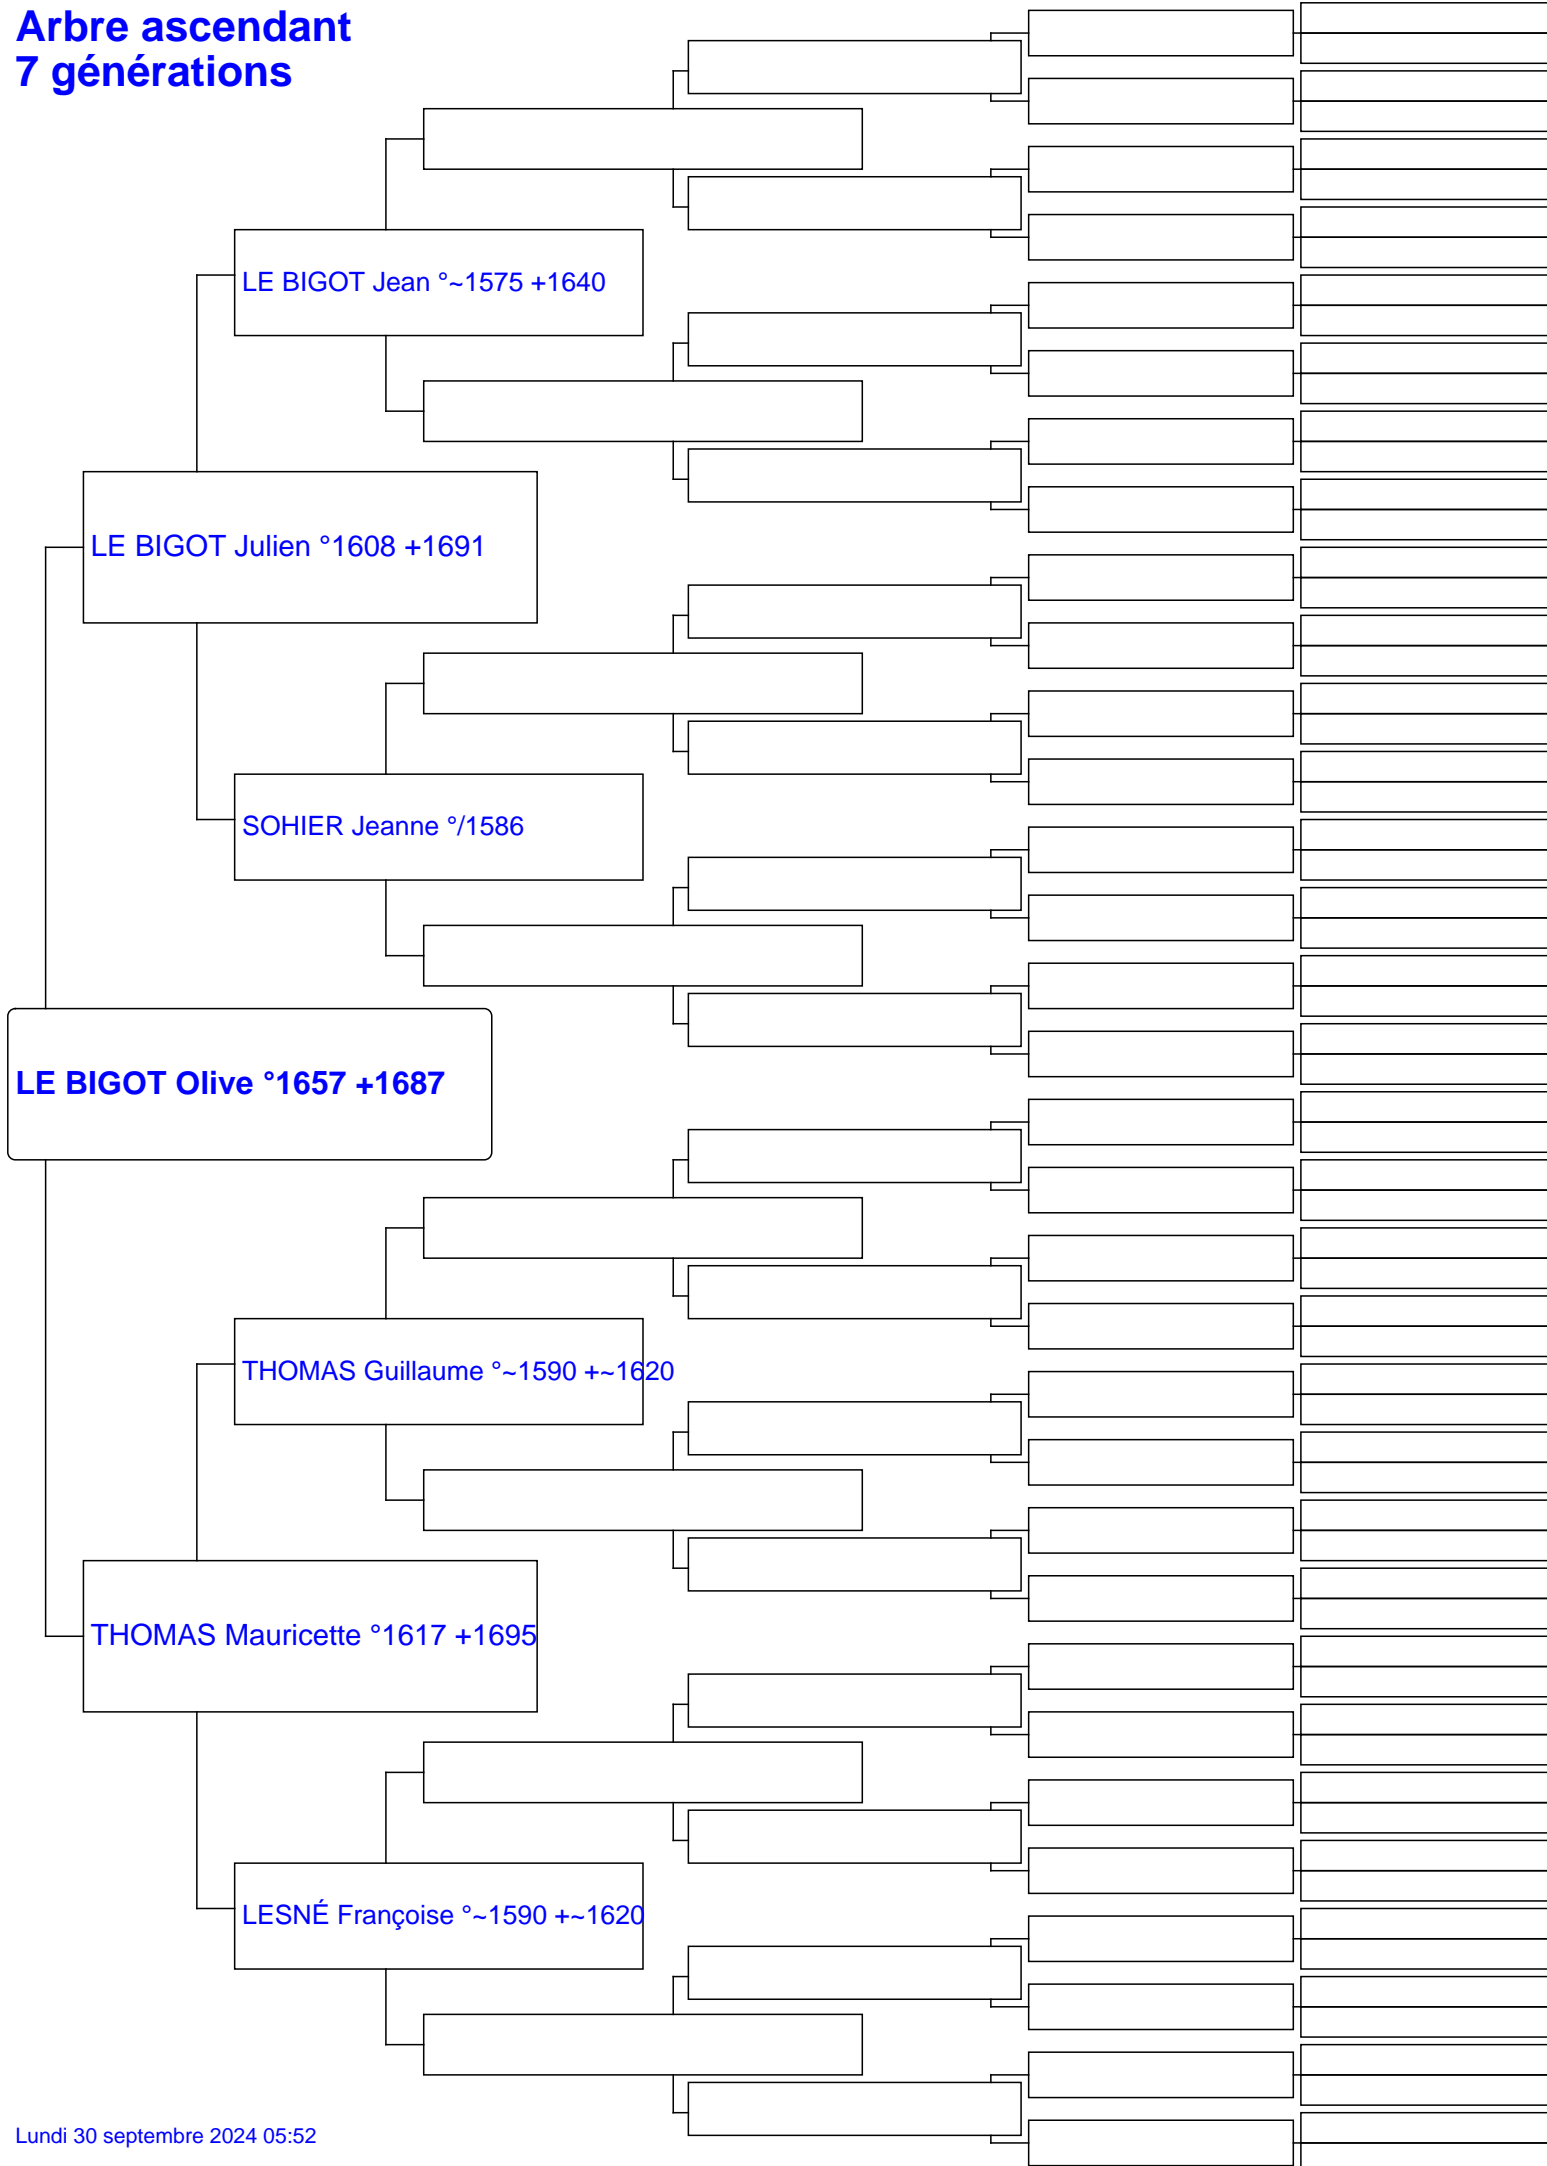 Arbre ascendant
7 générations
LE BIGOT Jean °~1575 +1640
LE BIGOT Julien °1608 +1691
SOHIER Jeanne °/1586
LE BIGOT Olive °1657 +1687
THOMAS Guillaume °~1590 +~1620
THOMAS Mauricette °1617 +1695
LESNÉ Françoise °~1590 +~1620
Lundi 30 septembre 2024 05:52